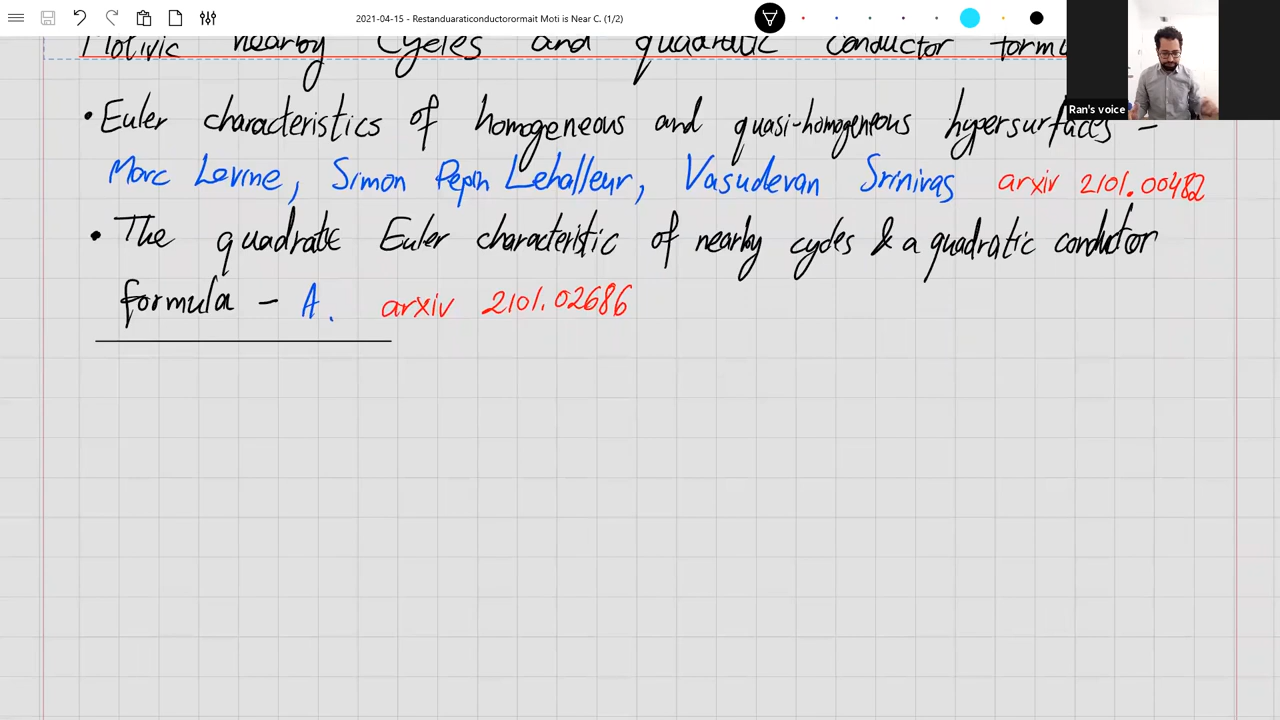 2021-04-15 - Restanduaraticonductorormait Moti is Near C. (1/2)
Motivic nearby cycles and quadratic conductor formu
Ran's voice
• Euler characteristics of homogeneous and quasi-homogeneous hypersurfaces –
Marc Levine, Simon Pepin Lehalleur, Vasudevan Srinivas arxiv 2101.00482
• The quadratic Euler characteristic of nearby cycles & a quadratic conductor
formula – A. arxiv 2101.02686